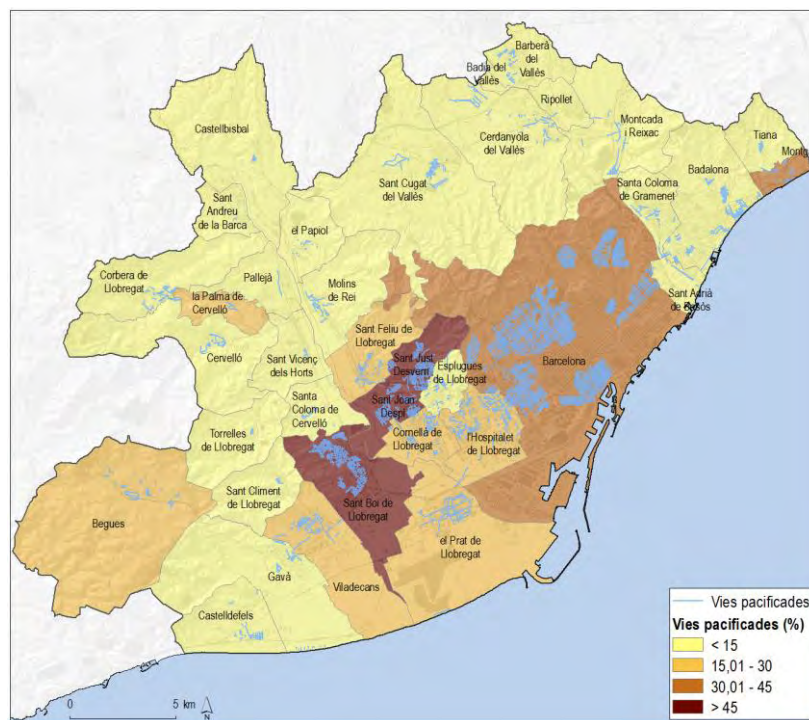 Barberà
del
Vallès
Badia del
Vallès
Ripollet
Castellbisbal
Cerdanyola
del Vallès
Montcada
i Reixac
Tiana
Montg
Badalona
Sant Cugat
del Vallès
Santa Coloma
de Gramenet
Sant
Andreu
de la Barca
el Papiol
Corbera de
Llobregat
Pallejà
Molins
de Rei
la Palma de
Cervelló
Sant Adrià
de Besòs
Sant Feliu de
Llobregat
Cervelló
Sant Vicenç
dels Horts
Sant Just
Desvern
Esplugues
de Llobregat
Barcelona
Santa
Coloma de
Cervelló
Sant Joan
Despí
Cornellà de
Llobregat
l'Hospitalet
de Llobregat
Torrelles
de Llobregat
Sant Climent
de Llobregat
Sant Boi de
Llobregat
Begues
el Prat de
Llobregat
Gavà
Viladecans
Castelldefels
Vies pacificades
Vies pacificades (%)
< 15
15,01 - 30
30,01 - 45
> 45
0 5 km
N